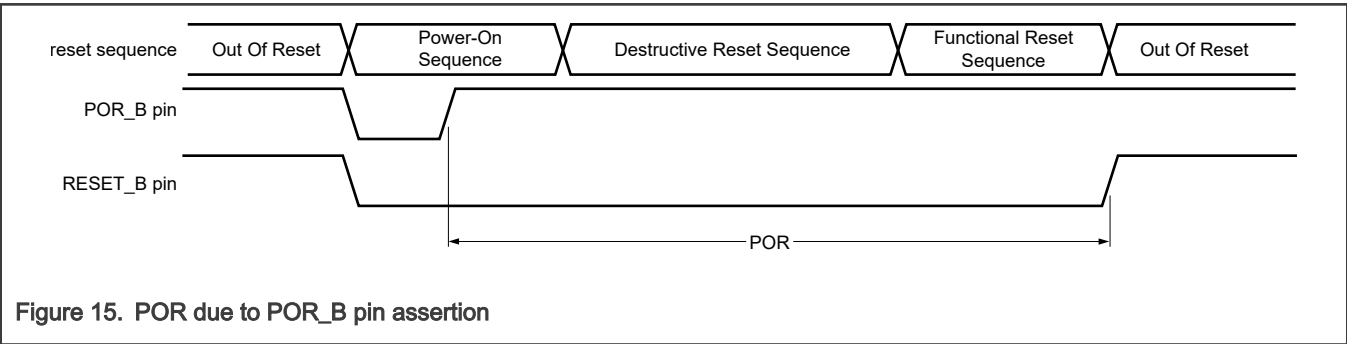 reset sequence
Out Of Reset
Power-On
Sequence
Destructive Reset Sequence
Functional Reset
Sequence
Out Of Reset
POR_B pin
RESET_B pin
POR
Figure 15. POR due to POR_B pin assertion